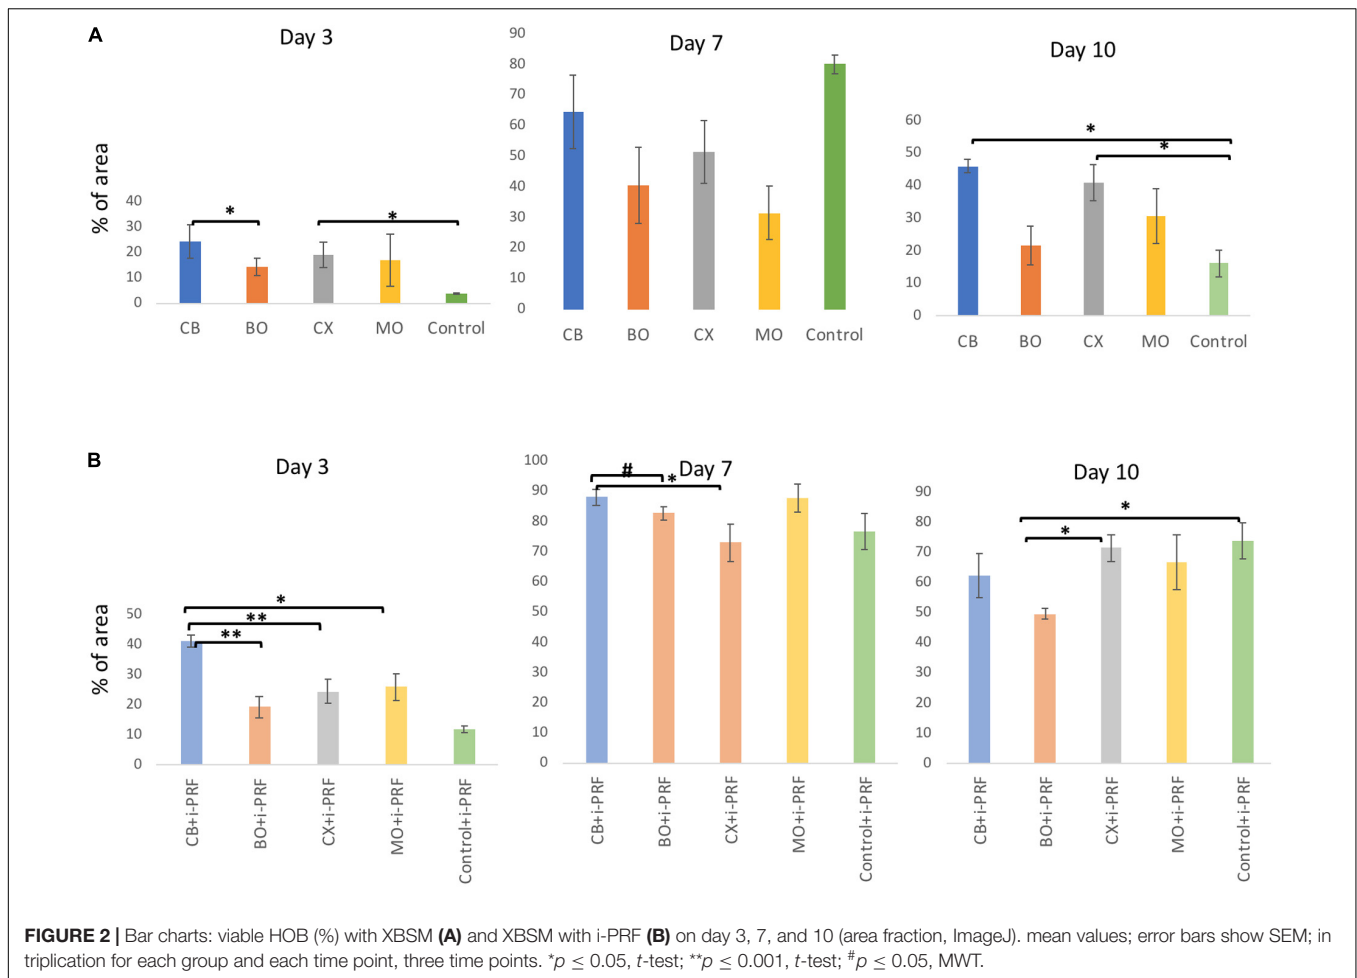 A
Day 3
% of area
40
30
20
10
0
*
*
CB BO CX MO Control
Day 7
90
80
70
60
50
40
30
20
10
0
CB BO CX MO Control
Day 10
60
50
40
30
20
10
0
*
*
CB BO CX MO Control
B
Day 3
% of area
50
40
30
20
10
0
*
**
**
CB+i-PRF
BO+i-PRF
CX+i-PRF
MO+i-PRF
Control+i-PRF
Day 7
100
90
80
70
60
50
40
30
20
10
0
#
*
CB+i-PRF
BO+i-PRF
CX+i-PRF
MO+i-PRF
Control+i-PRF
Day 10
90
80
70
60
50
40
30
20
10
0
*
*
CB+i-PRF
BO+i-PRF
CX+i-PRF
MO+i-PRF
Control+i-PRF
FIGURE 2 | Bar charts: viable HOB (%) with XBSM (A) and XBSM with i-PRF (B) on day 3, 7, and 10 (area fraction, ImageJ). mean values; error bars show SEM; in
triplication for each group and each time point, three time points. *p ≤ 0.05, t-test; **p ≤ 0.001, t-test; #p ≤ 0.05, MWT.